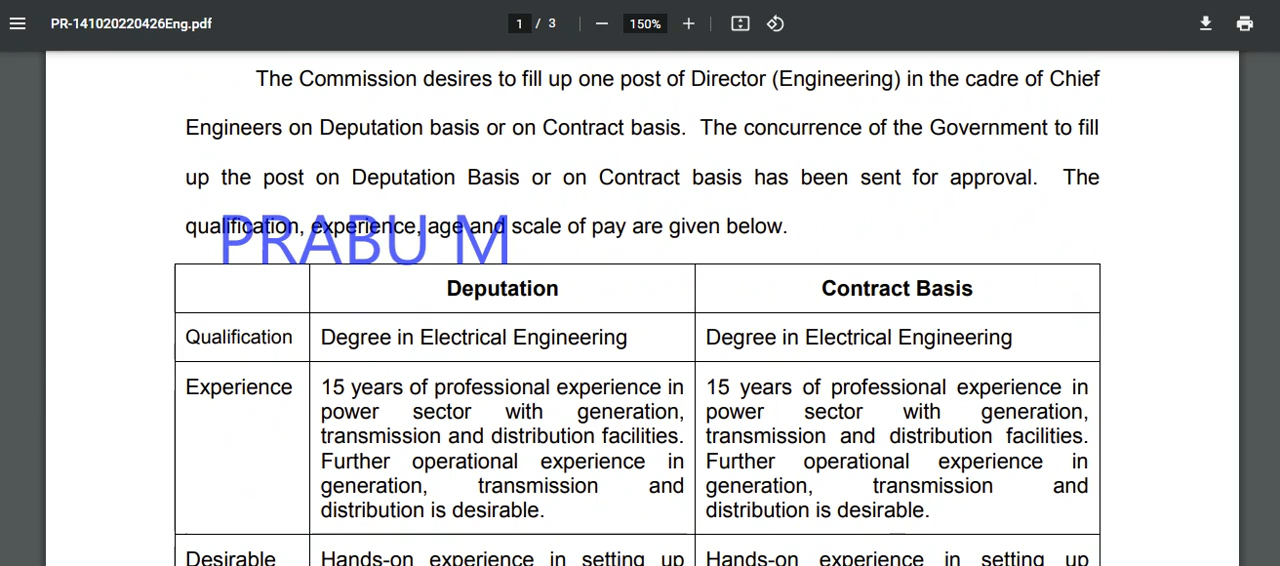 PR-141020220426Eng.pdf
1 / 3
150%
The Commission desires to fill up one post of Director (Engineering) in the cadre of Chief
Engineers on Deputation basis or on Contract basis. The concurrence of the Government to fill
up the post on Deputation Basis or on Contract basis has been sent for approval. The
qualification, experience, age and scale of pay are given below.
PRABU M
Deputation Contract Basis
Qualification Degree in Electrical Engineering Degree in Electrical Engineering
Experience 15 years of professional experience in 15 years of professional experience in
power sector with generation, power sector with generation,
transmission and distribution facilities. transmission and distribution facilities.
Further operational experience in Further operational experience in
generation, transmission and generation, transmission and
distribution is desirable. distribution is desirable.
Desirable Hands-on experience in setting up Hands-on experience in setting up